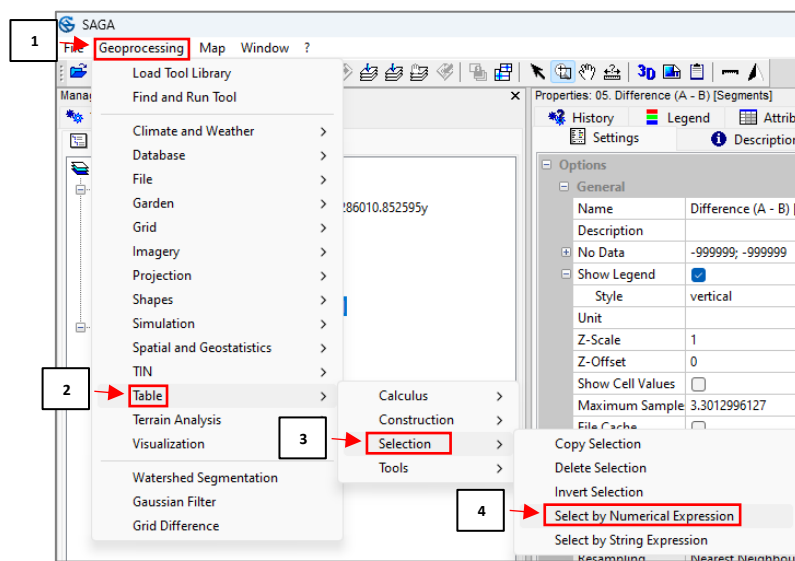 SAGA
1
File Geoprocessing Map Window ?
Load Tool Library
Find and Run Tool
Climate and Weather
Database
File
Garden
Grid
Imagery
Projection
Shapes
Simulation
Spatial and Geostatistics
TIN
2
Table
Terrain Analysis
Visualization
Watershed Segmentation
Gaussian Filter
Grid Difference
286010.852595y
Calculus
Construction
3
Selection
Tools
Copy Selection
Delete Selection
Invert Selection
4
Select by Numerical Expression
Select by String Expression
3D
Properties: 05. Difference (A - B) [Segments]
History Legend Attrib
Settings Description
Options
General
Name Difference (A - B) [
Description
No Data -999999; -999999
Show Legend
Style vertical
Unit
Z-Scale 1
Z-Offset 0
Show Cell Values
Maximum Sample 3.3012996127
File Cache
Resampling Nearest Neighbou